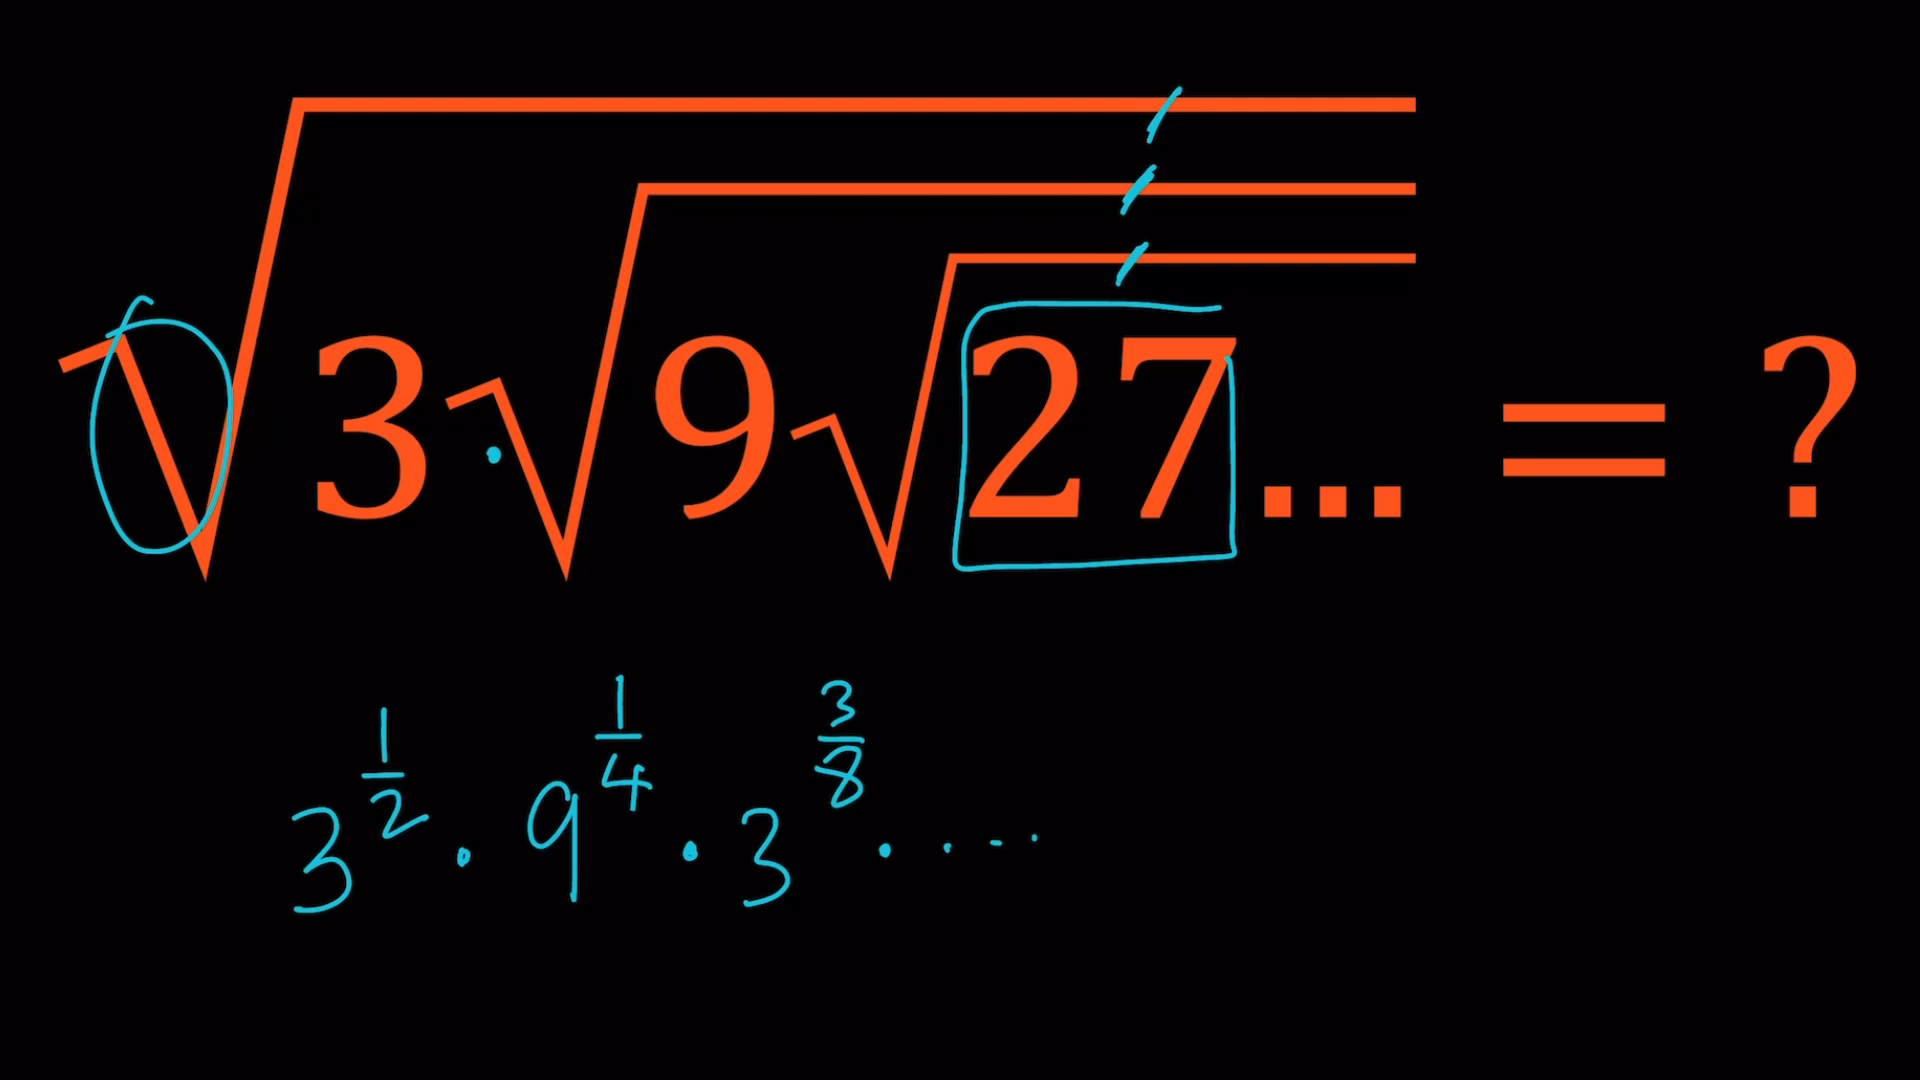 √3√9√27... = ?
3^(1/2) · 9^(1/4) · 3^(3/8) · ....